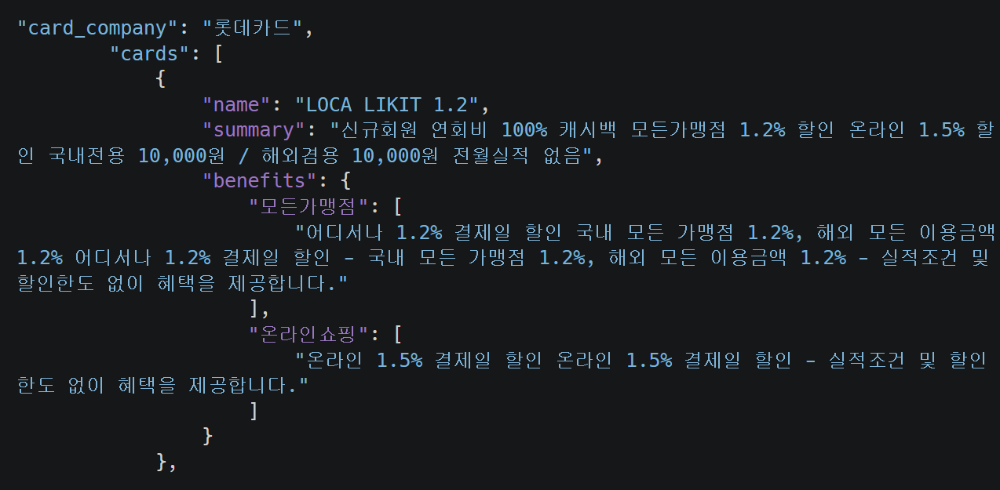 "card_company": "롯데카드",
"cards": [
{
"name": "LOCA LIKIT 1.2",
"summary": "신규회원 연회비 100% 캐시백 모든가맹점 1.2% 할인 온라인 1.5% 할
인 국내전용 10,000원 / 해외겸용 10,000원 전월실적 없음",
"benefits": {
"모든가맹점": [
"어디서나 1.2% 결제일 할인 국내 모든 가맹점 1.2%, 해외 모든 이용금액
1.2% 어디서나 1.2% 결제일 할인 – 국내 모든 가맹점 1.2%, 해외 모든 이용금액 1.2% – 실적조건 및
할인한도 없이 혜택을 제공합니다."
],
"온라인쇼핑": [
"온라인 1.5% 결제일 할인 온라인 1.5% 결제일 할인 – 실적조건 및 할인
한도 없이 혜택을 제공합니다."
]
}
},